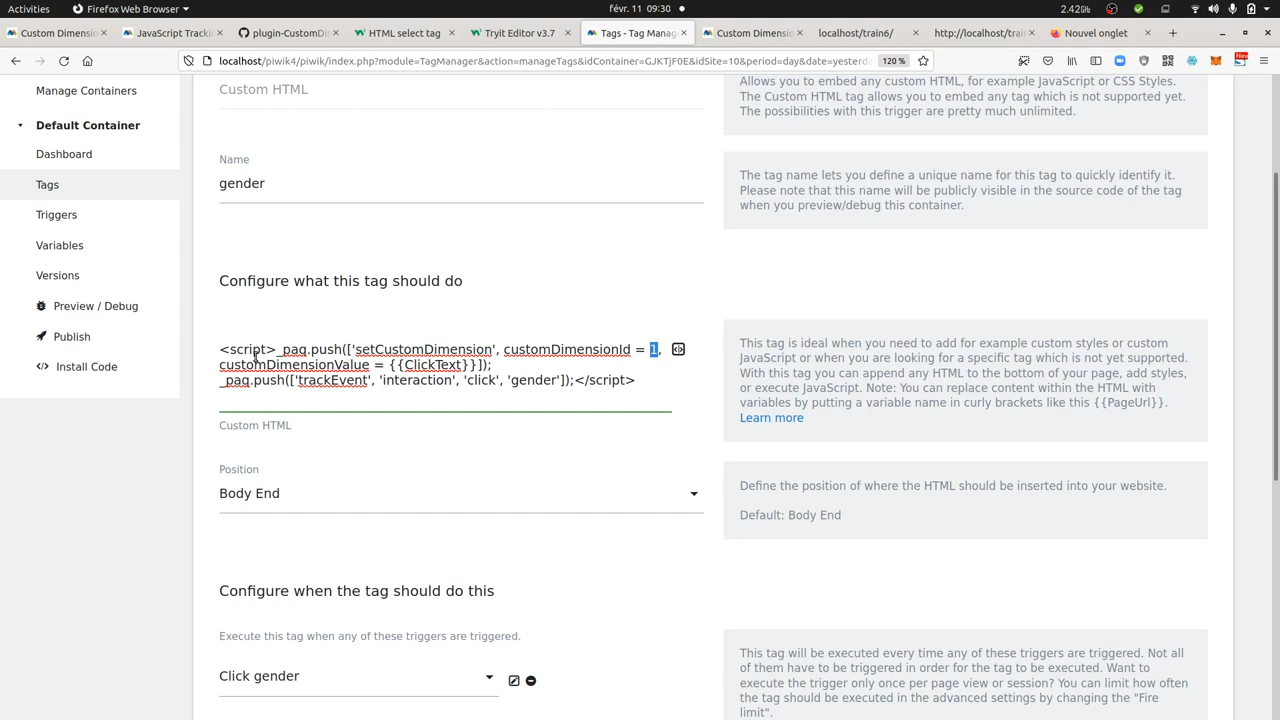 Activities
Firefox Web Browser
févr. 11 09:30
2.42
Custom Dimensio
JavaScript Tracki
plugin-CustomDi
HTML select tag
Tryit Editor v3.7
Tags - Tag Manag
Custom Dimensio
localhost/train6/
http://localhost/trai
Nouvel onglet
localhost/piwik4/piwik/index.php?module=TagManager&action=manageTags&idContainer=GJKTjF0E&idSite=10&period=day&date=yesterd
120 %
New
Manage Containers
Default Container
Dashboard
Tags
Triggers
Variables
Versions
Preview / Debug
Publish
Install Code
Custom HTML
Allows you to embed any custom HTML, for example JavaScript or CSS Styles.
The Custom HTML tag allows you to embed any tag which is not supported yet.
The possibilities with this trigger are pretty much unlimited.
Name
gender
The tag name lets you define a unique name for this tag to quickly identify it.
Please note that this name will be publicly visible in the source code of the tag
when you preview/debug this container.
Configure what this tag should do
<script>_paq.push(['setCustomDimension', customDimensionId = 1,
customDimensionValue = {{ClickText}}]);
_paq.push(['trackEvent', 'interaction', 'click', 'gender']);</script>
Custom HTML
This tag is ideal when you need to add for example custom styles or custom
JavaScript or when you are looking for a specific tag which is not yet supported.
With this tag you can append any HTML to the bottom of your page, add styles,
or execute JavaScript. Note: You can replace content within the HTML with
variables by putting a variable name in curly brackets like this {{PageUrl}}.
Learn more
Position
Body End
Define the position of where the HTML should be inserted into your website.
Default: Body End
Configure when the tag should do this
Execute this tag when any of these triggers are triggered.
Click gender
This tag will be executed every time any of these triggers are triggered. Not all
of them have to be triggered in order for the tag to be executed. Want to
execute the trigger only once per page view or session? You can limit how often
the tag should be executed in the advanced settings by changing the "Fire
limit".